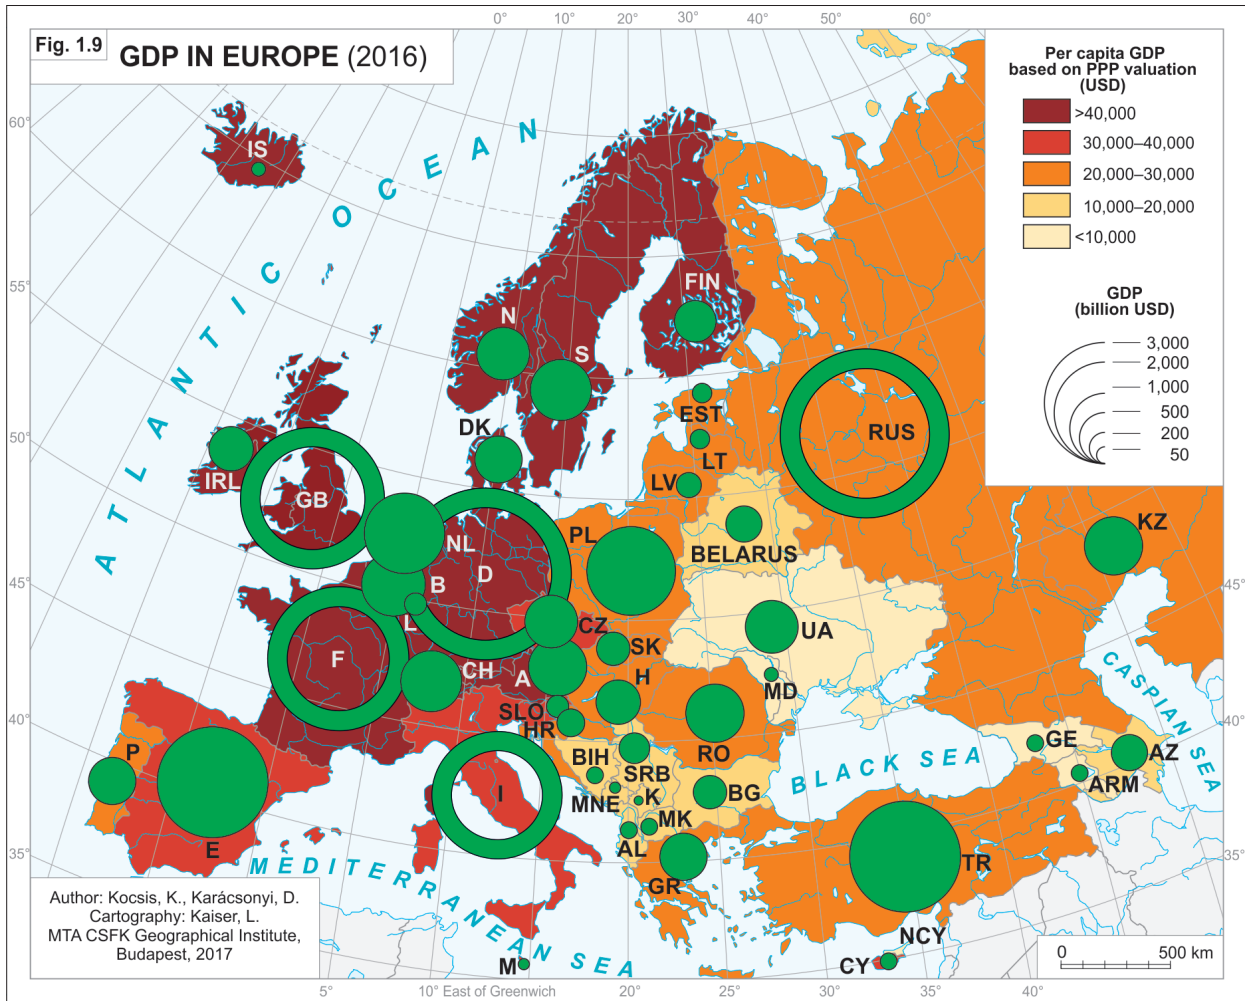 Fig. 1.9
GDP IN EUROPE (2016)
0°
10°
20°
30°
40°
50°
60°
Per capita GDP
based on PPP valuation
(USD)
>40,000
30,000–40,000
20,000–30,000
10,000–20,000
<10,000
GDP
(billion USD)
3,000
2,000
1,000
500
200
50
60°
55°
50°
45°
40°
35°
45°
40°
35°
ATLANTIC OCEAN
IS
FIN
N
S
EST
DK
RUS
LT
IRL
LV
GB
KZ
PL
NL
BELARUS
D
B
L
CZ
UA
SK
F
CH
A
H
MD
CASPIAN SEA
SLO
HR
GE
P
RO
AZ
BIH
SRB
BLACK SEA
ARM
I
K
BG
MNE
MK
E
AL
TR
MEDITERRANEAN SEA
GR
NCY
M
CY
Author: Kocsis, K., Karácsonyi, D.
Cartography: Kaiser, L.
MTA CSFK Geographical Institute,
Budapest, 2017
0 500 km
5°
10° East of Greenwich
20°
25°
30°
35°
40°